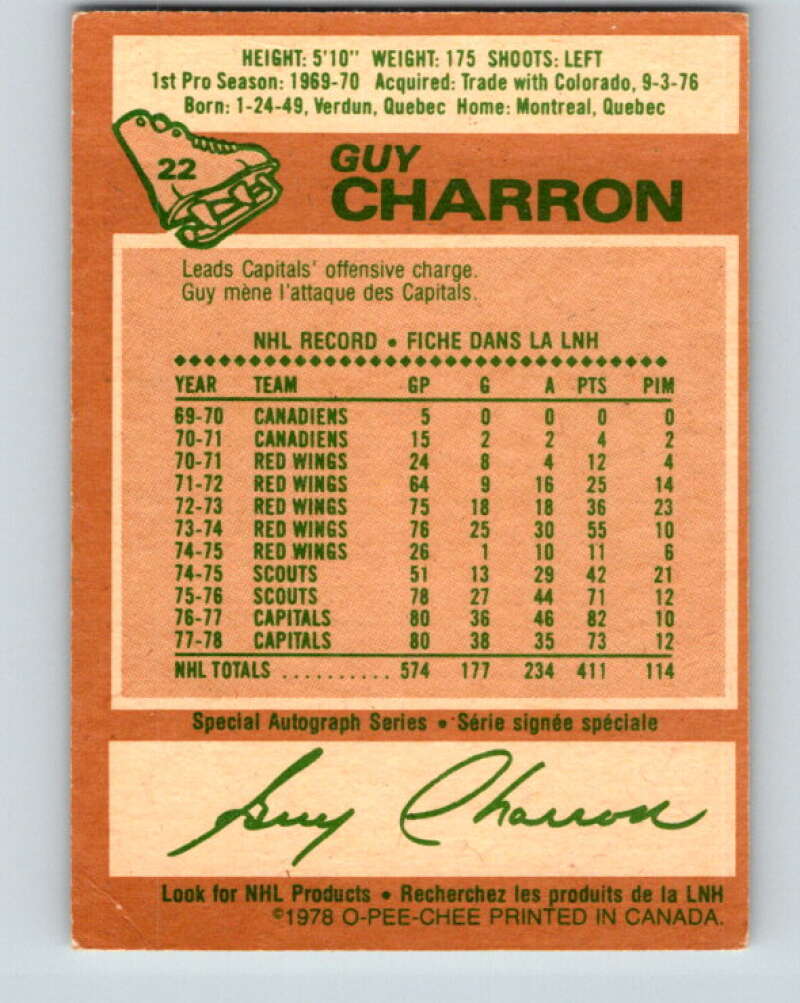 HEIGHT: 5'10" WEIGHT: 175 SHOOTS: LEFT
1st Pro Season: 1969-70 Acquired: Trade with Colorado, 9-3-76
Born: 1-24-49, Verdun, Quebec Home: Montreal, Quebec
22
GUY
CHARRON
Leads Capitals' offensive charge.
Guy mène l'attaque des Capitals.
NHL RECORD • FICHE DANS LA LNH
YEAR TEAM GP G A PTS PIM
69-70 CANADIENS 5 0 0 0 0
70-71 CANADIENS 15 2 2 4 2
70-71 RED WINGS 24 8 4 12 4
71-72 RED WINGS 64 9 16 25 14
72-73 RED WINGS 75 18 18 36 23
73-74 RED WINGS 76 25 30 55 10
74-75 RED WINGS 26 1 10 11 6
74-75 SCOUTS 51 13 29 42 21
75-76 SCOUTS 78 27 44 71 12
76-77 CAPITALS 80 36 46 82 10
77-78 CAPITALS 80 38 35 73 12
NHL TOTALS .......... 574 177 234 411 114
Special Autograph Series • Série signée spéciale
Guy Charron
Look for NHL Products • Recherchez les produits de la LNH
©1978 O-PEE-CHEE PRINTED IN CANADA.